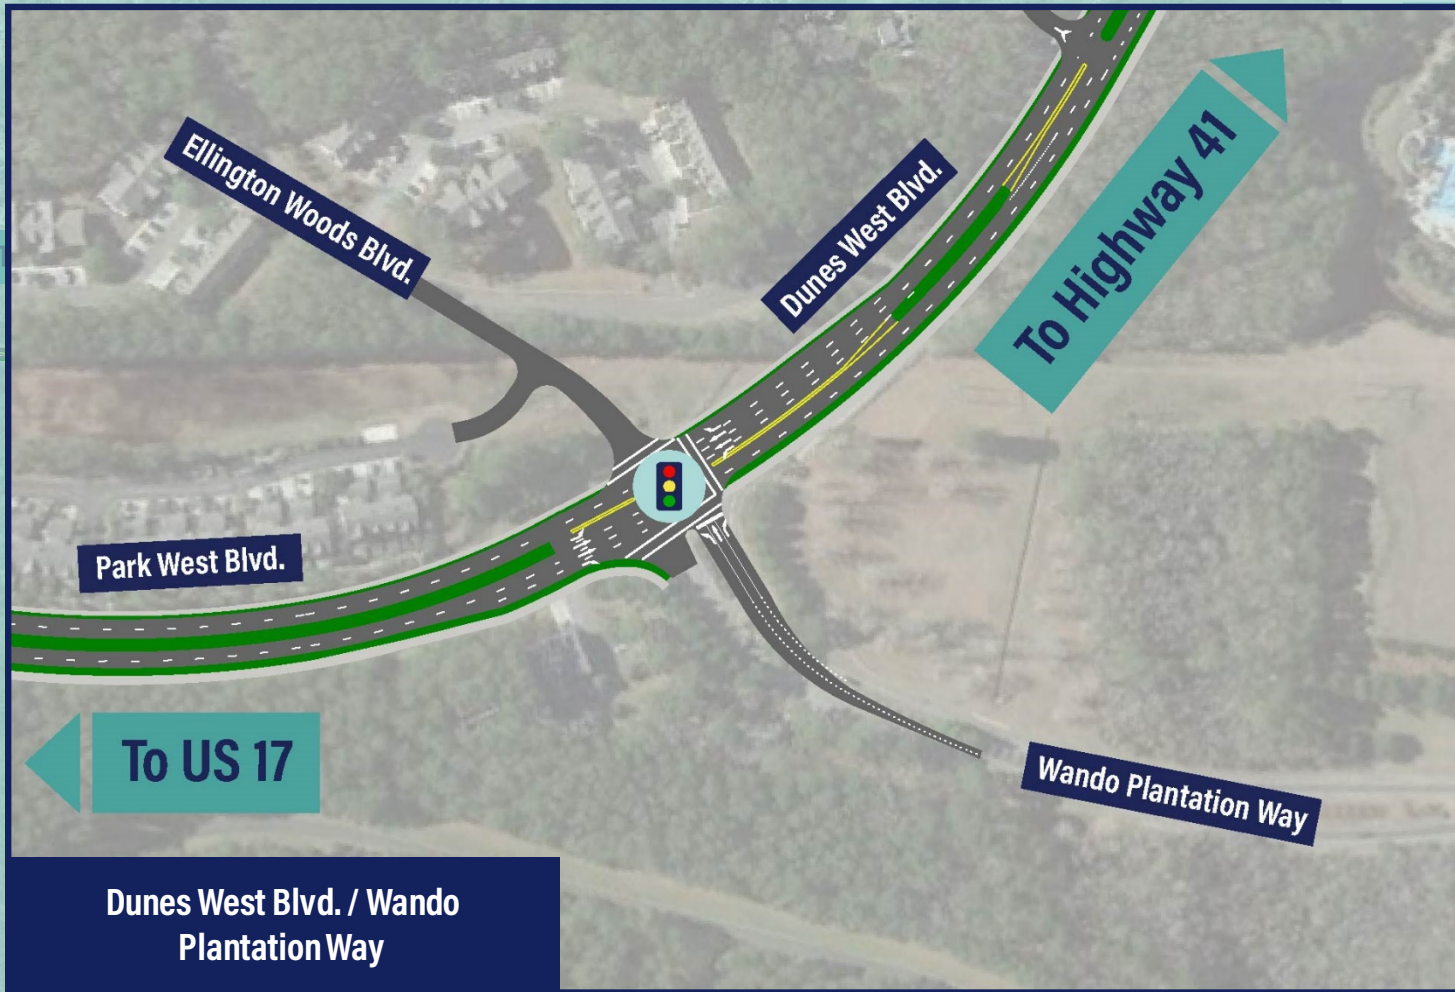 Ellington Woods Blvd.
Dunes West Blvd.
To Highway 41
Park West Blvd.
To US 17
Wando Plantation Way
Dunes West Blvd. / Wando
Plantation Way